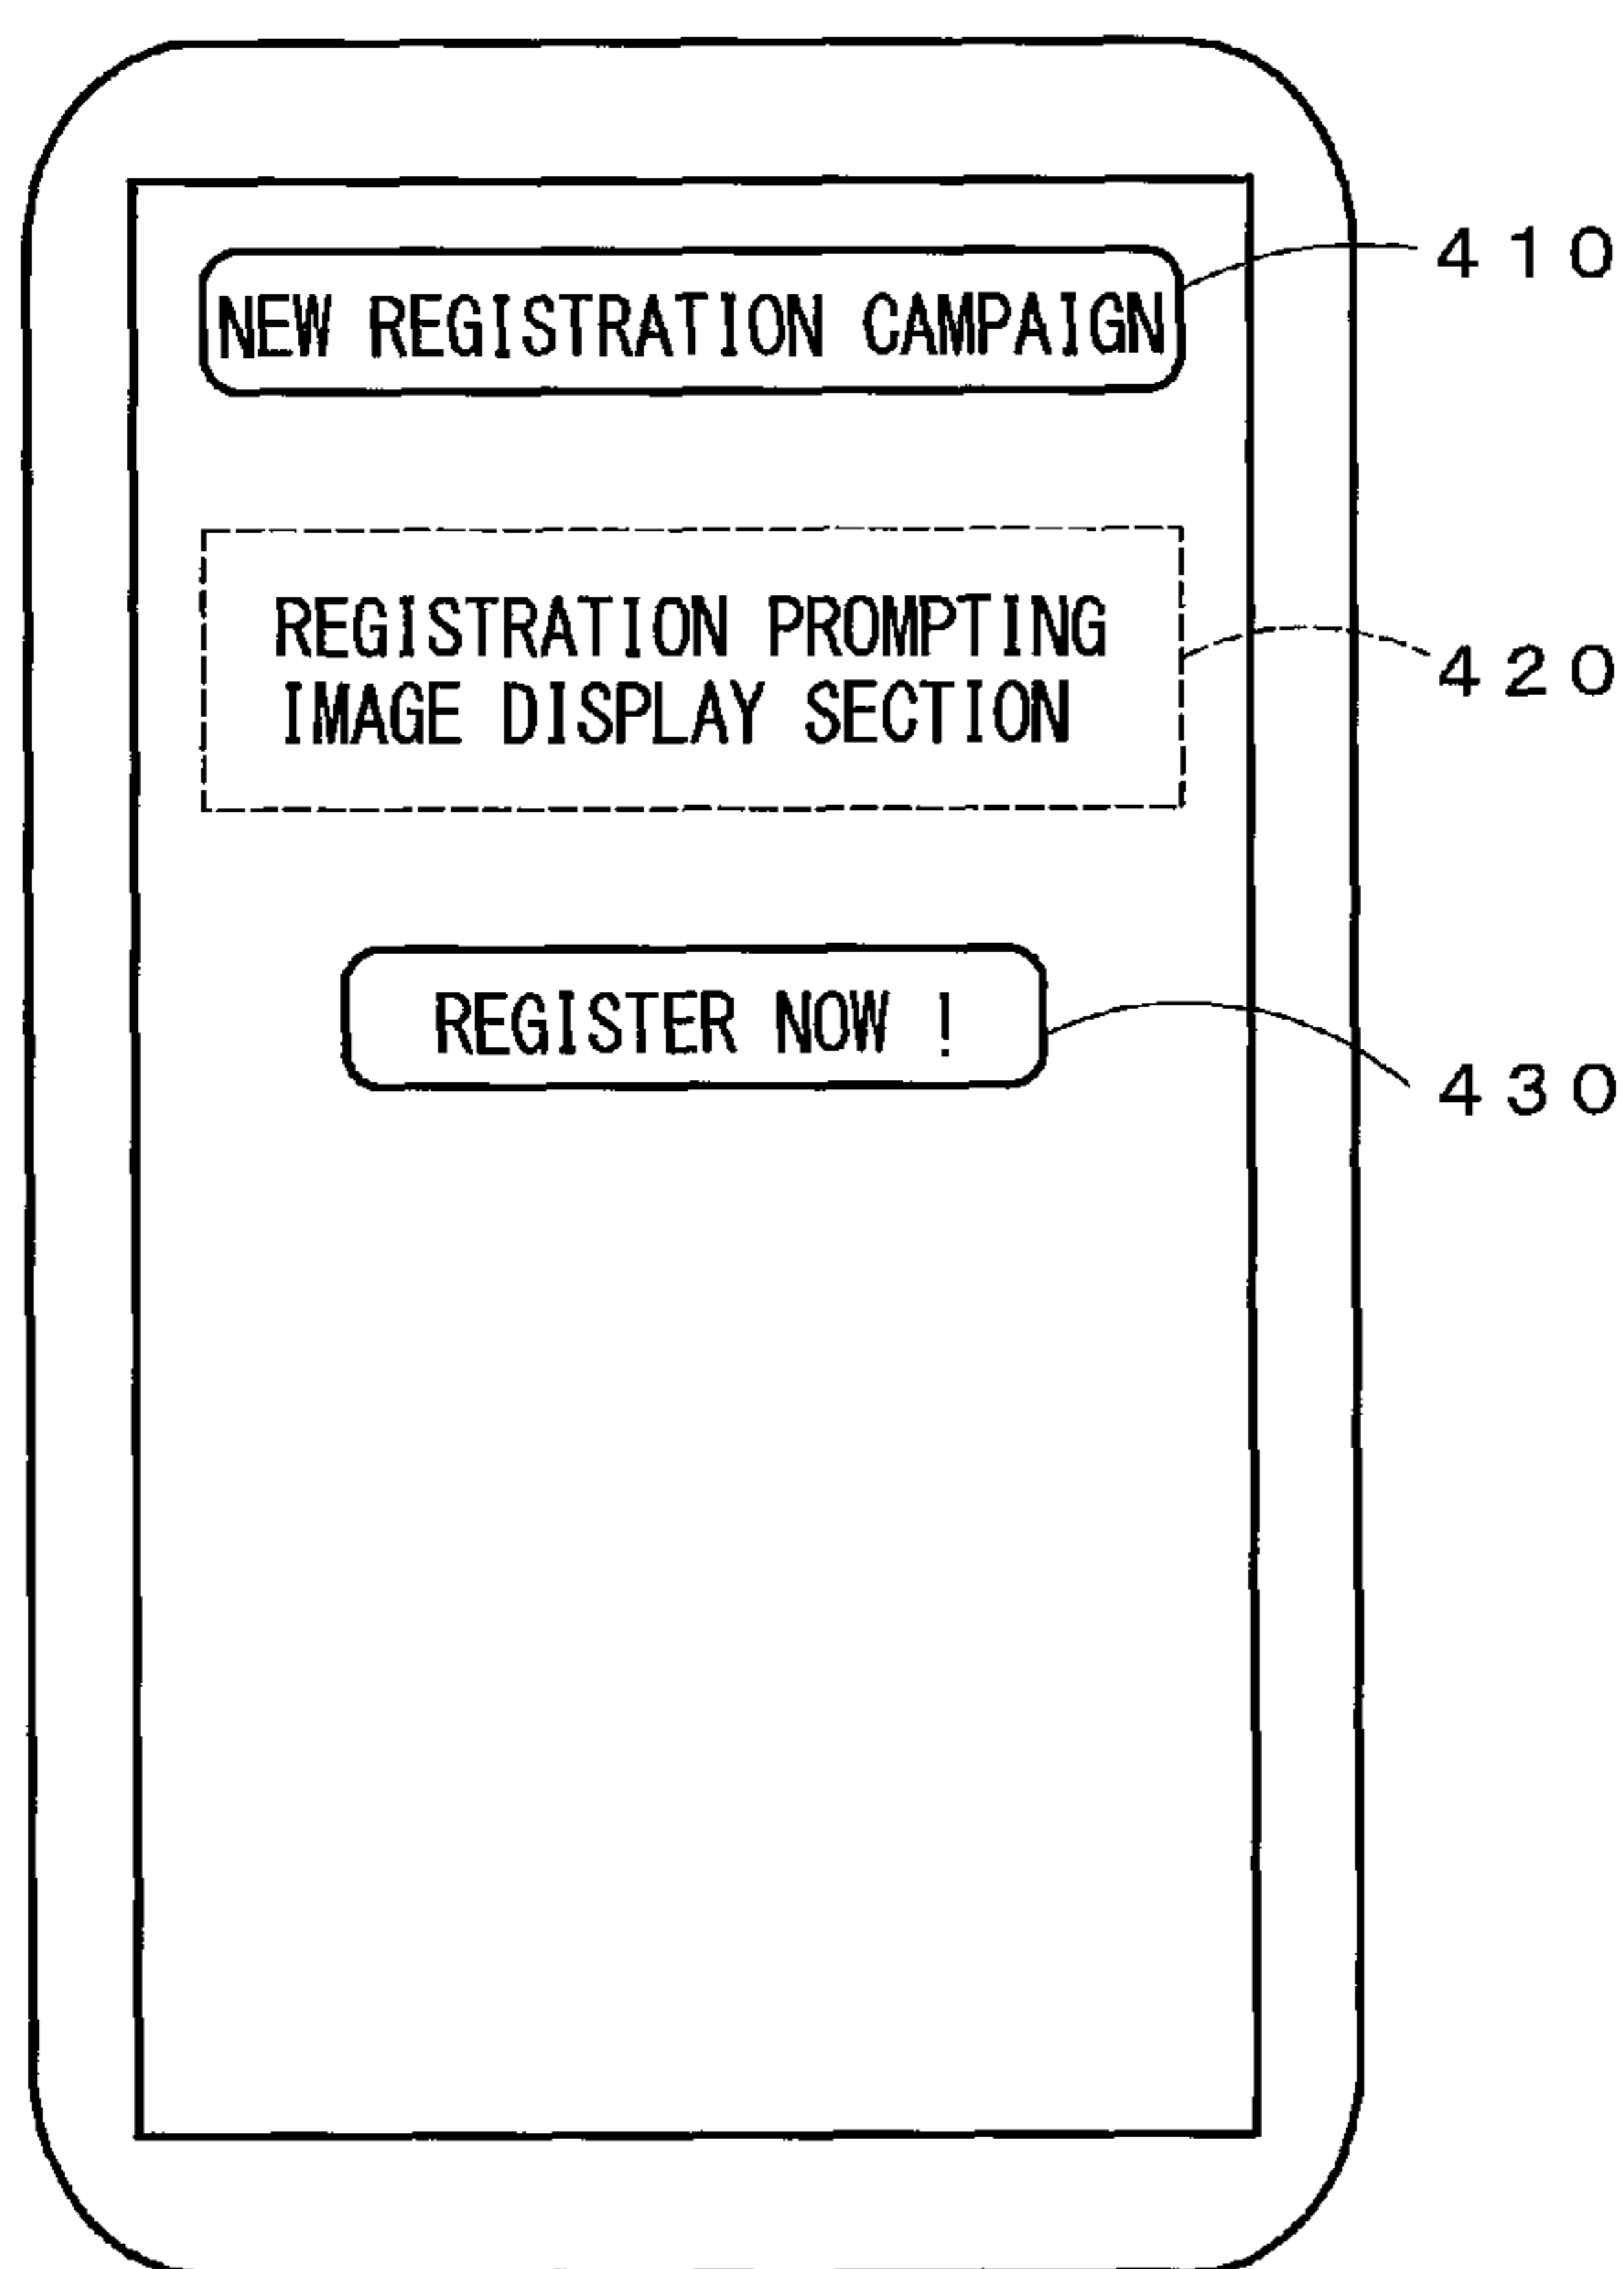 NEW REGISTRATION CAMPAIGN
410
REGISTRATION PROMPTING
IMAGE DISPLAY SECTION
420
REGISTER NOW !
430